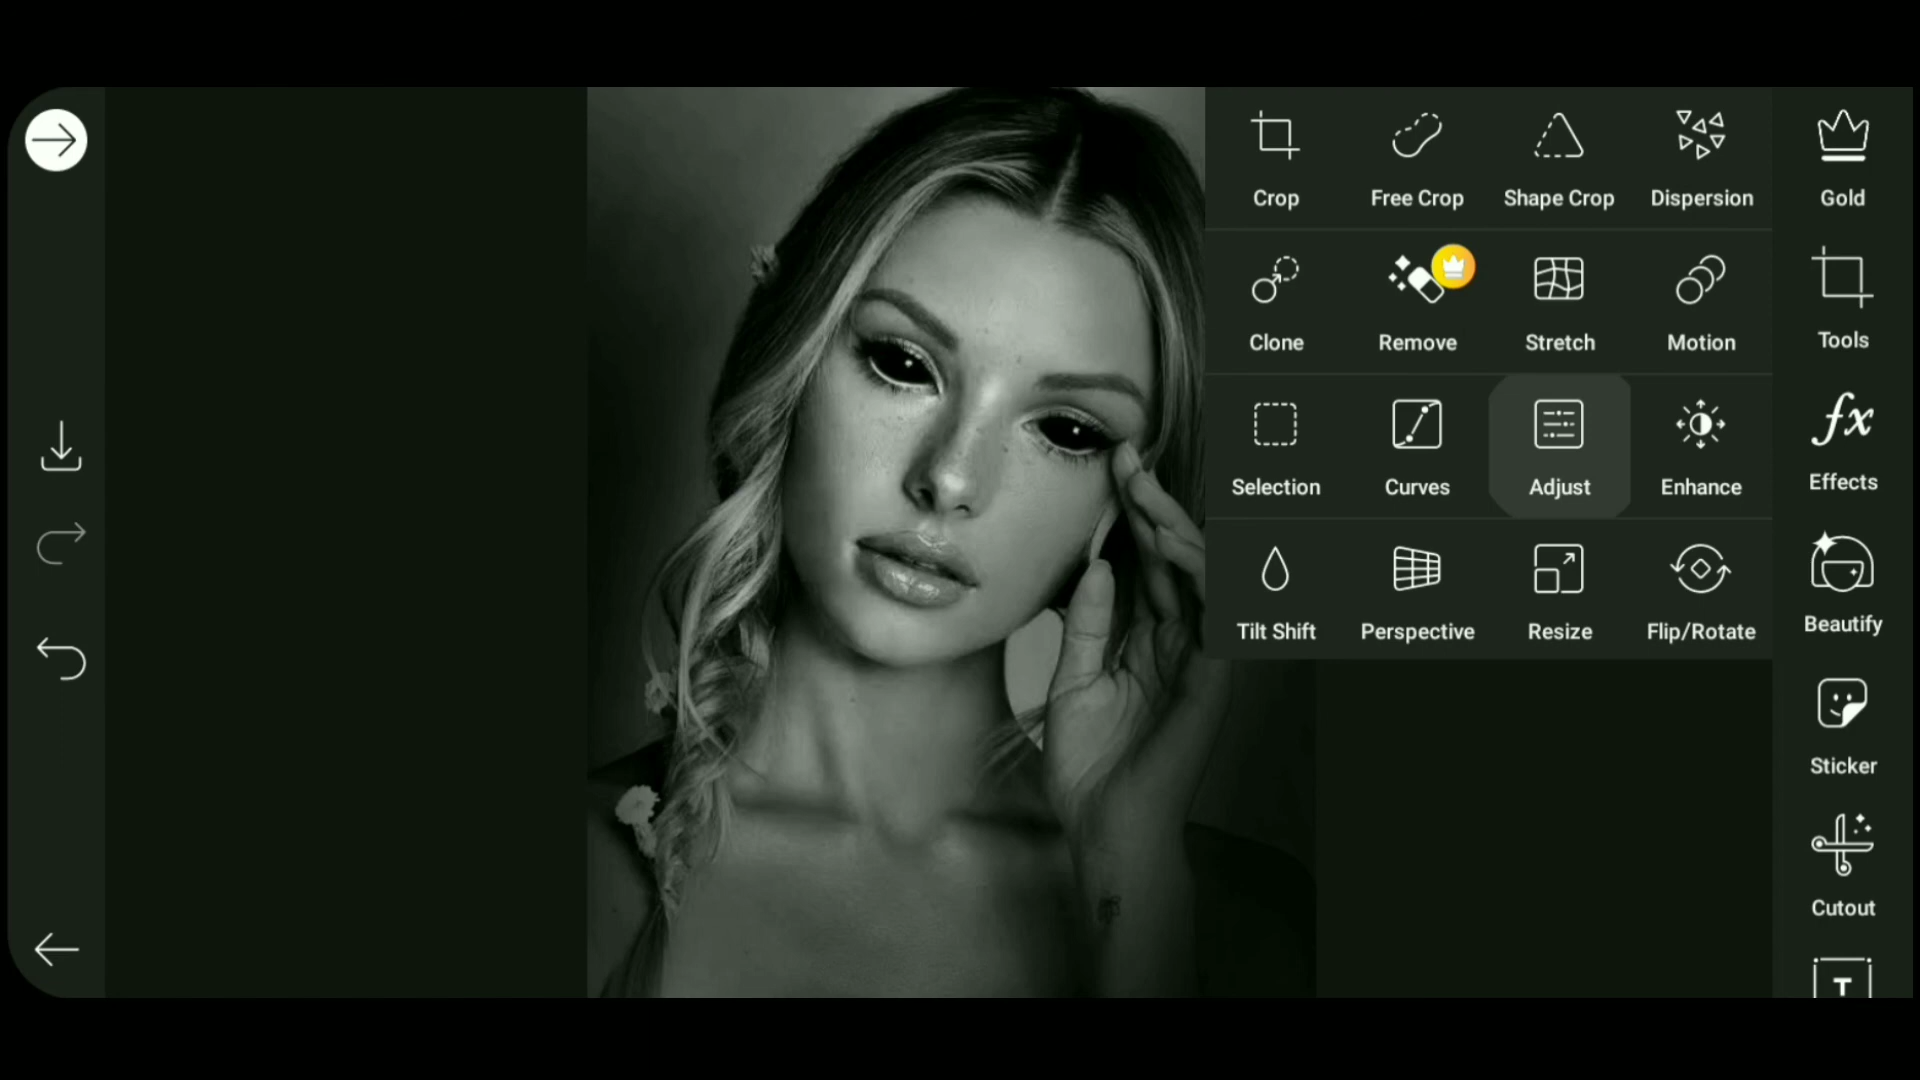 Crop Free Crop Shape Crop Dispersion
Clone Remove Stretch Motion
Selection Curves Adjust Enhance
Tilt Shift Perspective Resize Flip/Rotate
Gold
Tools
fx
Effects
Beautify
Sticker
Cutout
T